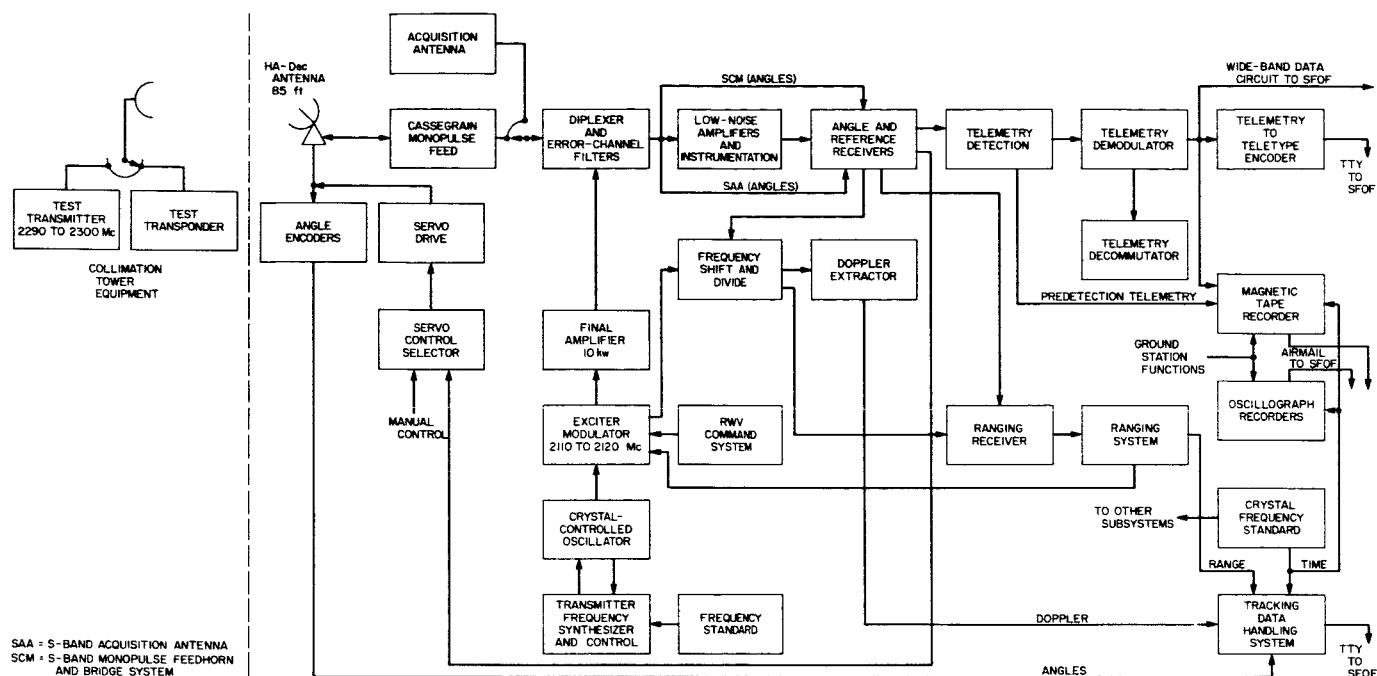 ACQUISITION
ANTENNA
HA-Dec
ANTENNA
85 ft
CASSEGRAIN
MONOPULSE
FEED
DIPLEXER
AND
ERROR-CHANNEL
FILTERS
SCM (ANGLES)
LOW-NOISE
AMPLIFIERS
AND
INSTRUMENTATION
SAA (ANGLES)
ANGLE AND
REFERENCE
RECEIVERS
TELEMETRY
DETECTION
TELEMETRY
DEMODULATOR
WIDE-BAND DATA
CIRCUIT TO SFOF
TELEMETRY
TO
TELETYPE
ENCODER
TTY
TO
SFOF
TEST
TRANSMITTER
2290 TO 2300 Mc
TEST
TRANSPONDER
COLLIMATION
TOWER
EQUIPMENT
ANGLE
ENCODERS
SERVO
DRIVE
FREQUENCY
SHIFT AND
DIVIDE
DOPPLER
EXTRACTOR
TELEMETRY
DECOMMUTATOR
PREDETECTION TELEMETRY
MAGNETIC
TAPE
RECORDER
SERVO
CONTROL
SELECTOR
FINAL
AMPLIFIER
10 kw
GROUND
STATION
FUNCTIONS
AIRMAIL
TO SFOF
OSCILLOGRAPH
RECORDERS
MANUAL
CONTROL
EXCITER
MODULATOR
2110 TO 2120 Mc
RWV
COMMAND
SYSTEM
RANGING
RECEIVER
RANGING
SYSTEM
CRYSTAL-
CONTROLLED
OSCILLATOR
TO OTHER
SUBSYSTEMS
CRYSTAL
FREQUENCY
STANDARD
RANGE
TIME
TRANSMITTER
FREQUENCY
SYNTHESIZER
AND CONTROL
FREQUENCY
STANDARD
DOPPLER
TRACKING
DATA
HANDLING
SYSTEM
TTY
TO
SFOF
ANGLES
SAA = S-BAND ACQUISITION ANTENNA
SCM = S-BAND MONOPULSE FEEDHORN
AND BRIDGE SYSTEM